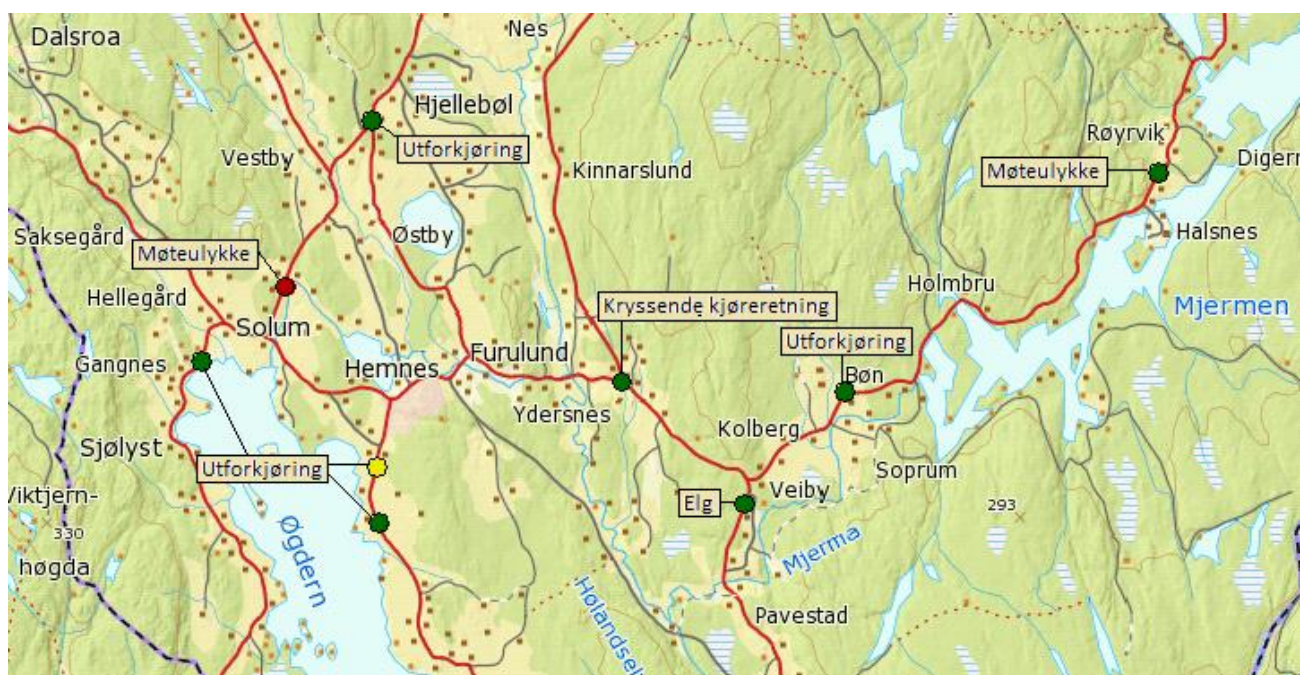 Nes
Dalsroa
Hjellebøl
Røyrvik
Utforkjøring
Vestby
Digern
Kinnarslund
Møteulykke
Østby
Saksegård
Halsnes
Møteulykke
Holmbru
Hellegård
Kryssende kjøreretning
Mjermen
Solum
Utforkjøring
Furulund
Gangnes
Hemnes
Bøn
Ydersnes
Kolberg
Sjølyst
Utforkjøring
Soprum
Viktjern-
høgda
330
Veiby
Elg
293
Øgdern
Mjerma
Hølandselv
Pavestad